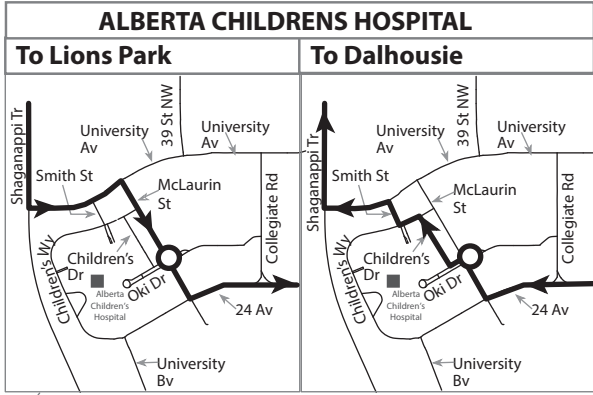 ALBERTA CHILDRENS HOSPITAL
To Lions Park
Shaganappi Tr
39 St NW
University
Av
University
Av
Smith St
McLaurin
St
Collegiate Rd
Children's Wy
Children's
Dr
Oki Dr
Alberta
Children's
Hospital
24 Av
University
Bv
To Dalhousie
Shaganappi Tr
39 St NW
University
Av
University
Av
Smith St
McLaurin
St
Collegiate Rd
Children's Wy
Children's
Dr
Oki Dr
Alberta
Children's
Hospital
24 Av
University
Bv